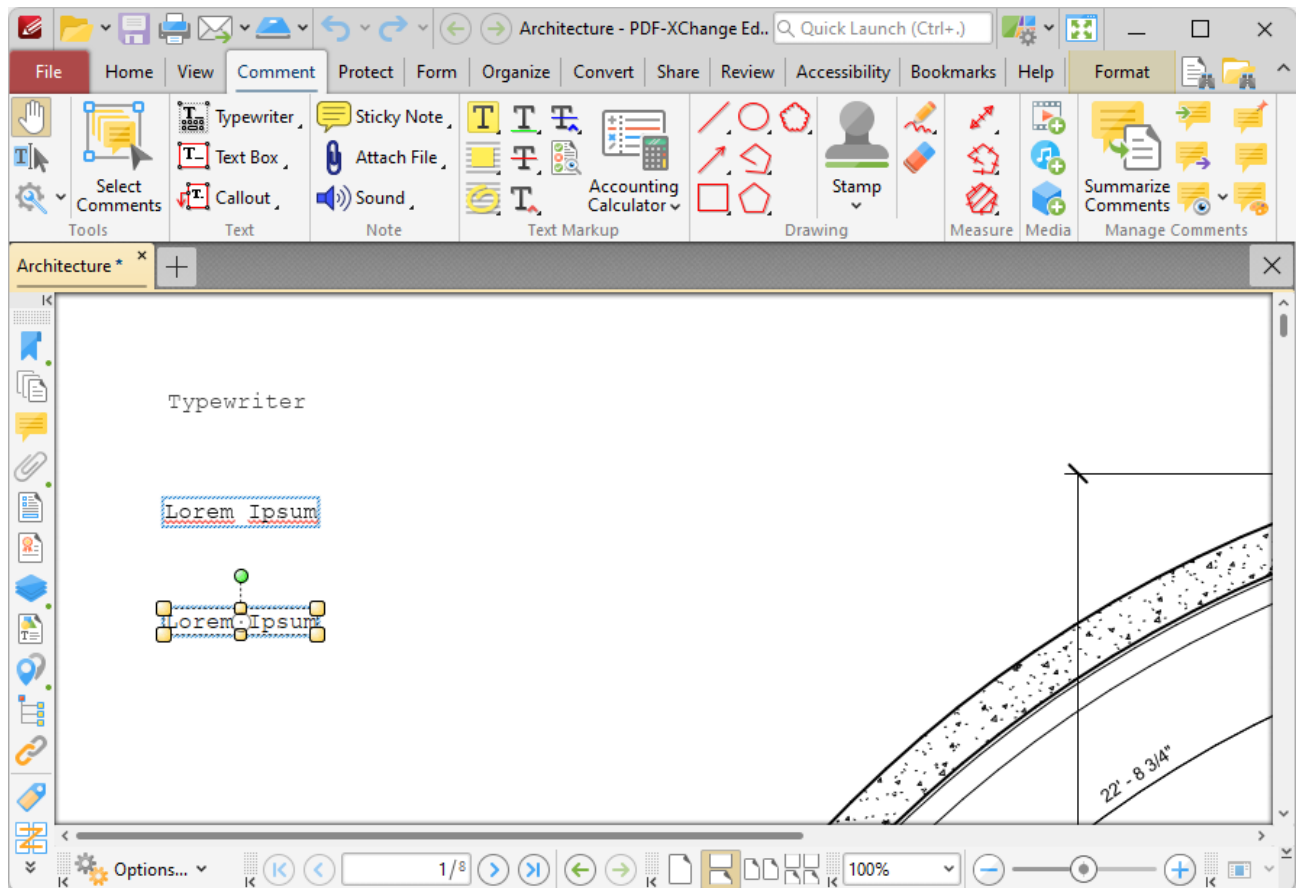 Architecture - PDF-XChange Ed.. Quick Launch (Ctrl+.)
File Home View Comment Protect Form Organize Convert Share Review Accessibility Bookmarks Help Format
Typewriter Sticky Note
Text Box Attach File
Select Comments Callout Sound Accounting Calculator Stamp Summarize Comments
Tools Text Note Text Markup Drawing Measure Media Manage Comments
Architecture *
Typewriter
Lorem Ipsum
Lorem Ipsum
22' - 8 3/4"
Options... 1/8 100%